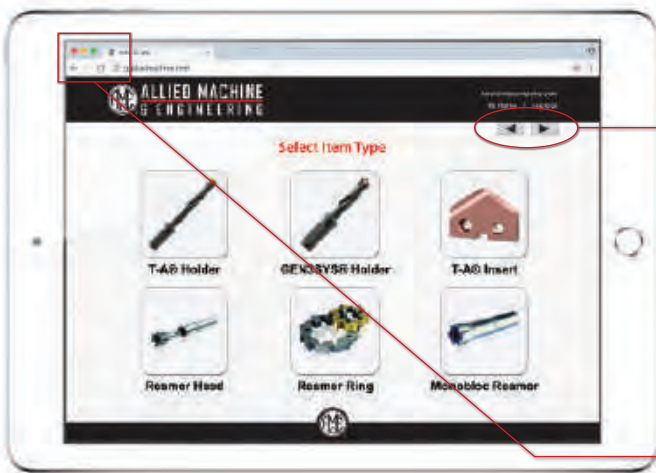 ALLIED MACHINE
& ENGINEERING
Select Item Type
T-A® Holder
GEN3SYS® Holder
T-A® Insert
Reamer Head
Reamer Ring
Monobloc Reamer